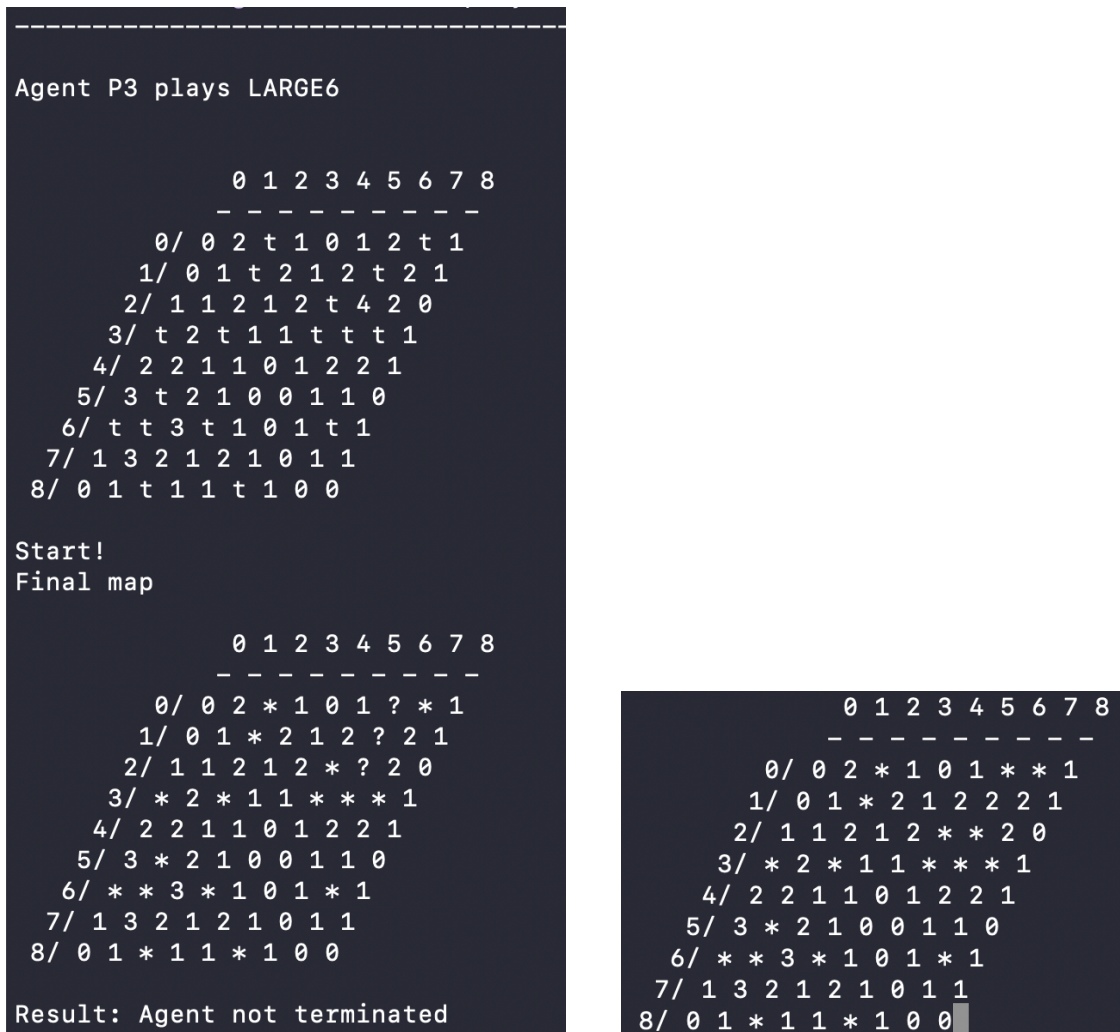 Agent P3 plays LARGE6
0 1 2 3 4 5 6 7 8
- - - - - - - - -
0/ 0 2 t 1 0 1 2 t 1
1/ 0 1 t 2 1 2 t 2 1
2/ 1 1 2 1 2 t 4 2 0
3/ t 2 t 1 1 t t t 1
4/ 2 2 1 1 0 1 2 2 1
5/ 3 t 2 1 0 0 1 1 0
6/ t t 3 t 1 0 1 t 1
7/ 1 3 2 1 2 1 0 1 1
8/ 0 1 t 1 1 t 1 0 0
Start!
Final map
0 1 2 3 4 5 6 7 8
- - - - - - - - -
0/ 0 2 * 1 0 1 ? * 1
1/ 0 1 * 2 1 2 ? 2 1
2/ 1 1 2 1 2 * ? 2 0
3/ * 2 * 1 1 * * * 1
4/ 2 2 1 1 0 1 2 2 1
5/ 3 * 2 1 0 0 1 1 0
6/ * * 3 * 1 0 1 * 1
7/ 1 3 2 1 2 1 0 1 1
8/ 0 1 * 1 1 * 1 0 0
Result: Agent not terminated
0 1 2 3 4 5 6 7 8
- - - - - - - - -
0/ 0 2 * 1 0 1 * * 1
1/ 0 1 * 2 1 2 2 2 1
2/ 1 1 2 1 2 * * 2 0
3/ * 2 * 1 1 * * * 1
4/ 2 2 1 1 0 1 2 2 1
5/ 3 * 2 1 0 0 1 1 0
6/ * * 3 * 1 0 1 * 1
7/ 1 3 2 1 2 1 0 1 1
8/ 0 1 * 1 1 * 1 0 0